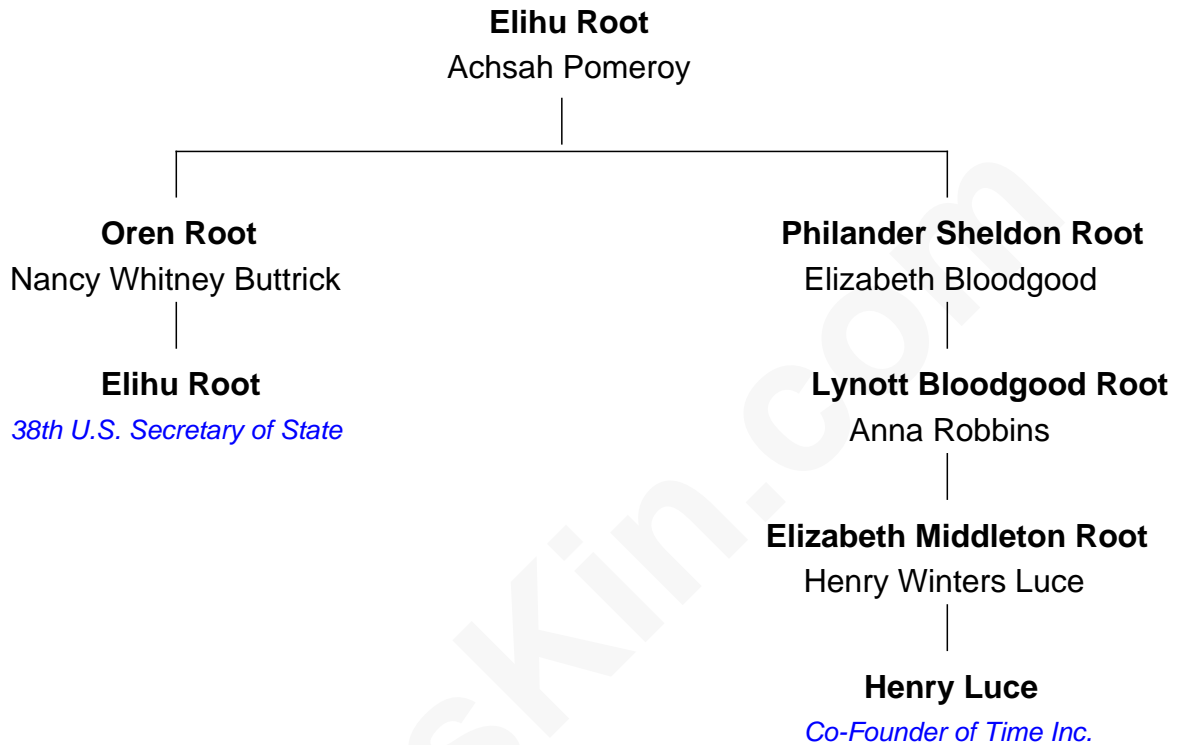 Elihu Root
Achsah Pomeroy
Oren Root
Nancy Whitney Buttrick
Philander Sheldon Root
Elizabeth Bloodgood
Elihu Root
38th U.S. Secretary of State
Lynott Bloodgood Root
Anna Robbins
Elizabeth Middleton Root
Henry Winters Luce
Henry Luce
Co-Founder of Time Inc.
sKin.com